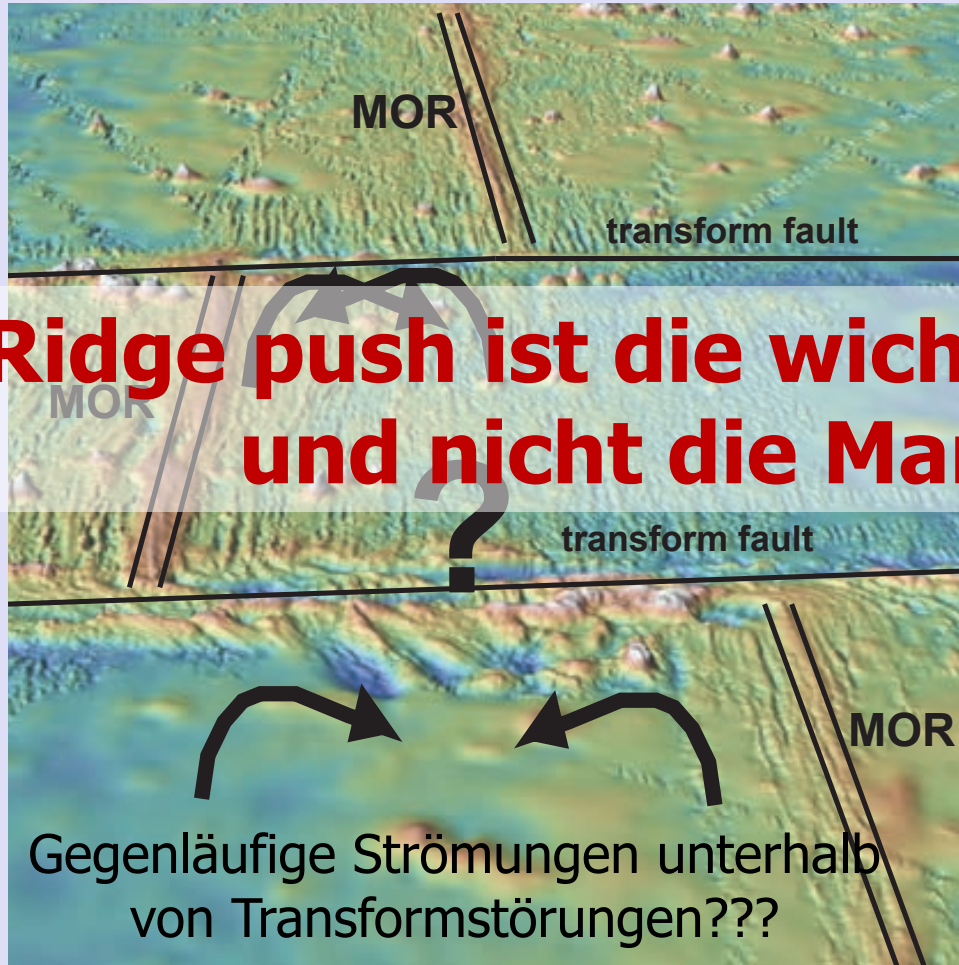 MOR
transform fault
Ridge push ist die wich
MOR
und nicht die Ma
?
transform fault
MOR
Gegenläufige Strömungen unterhalb
von Transformstörungen???